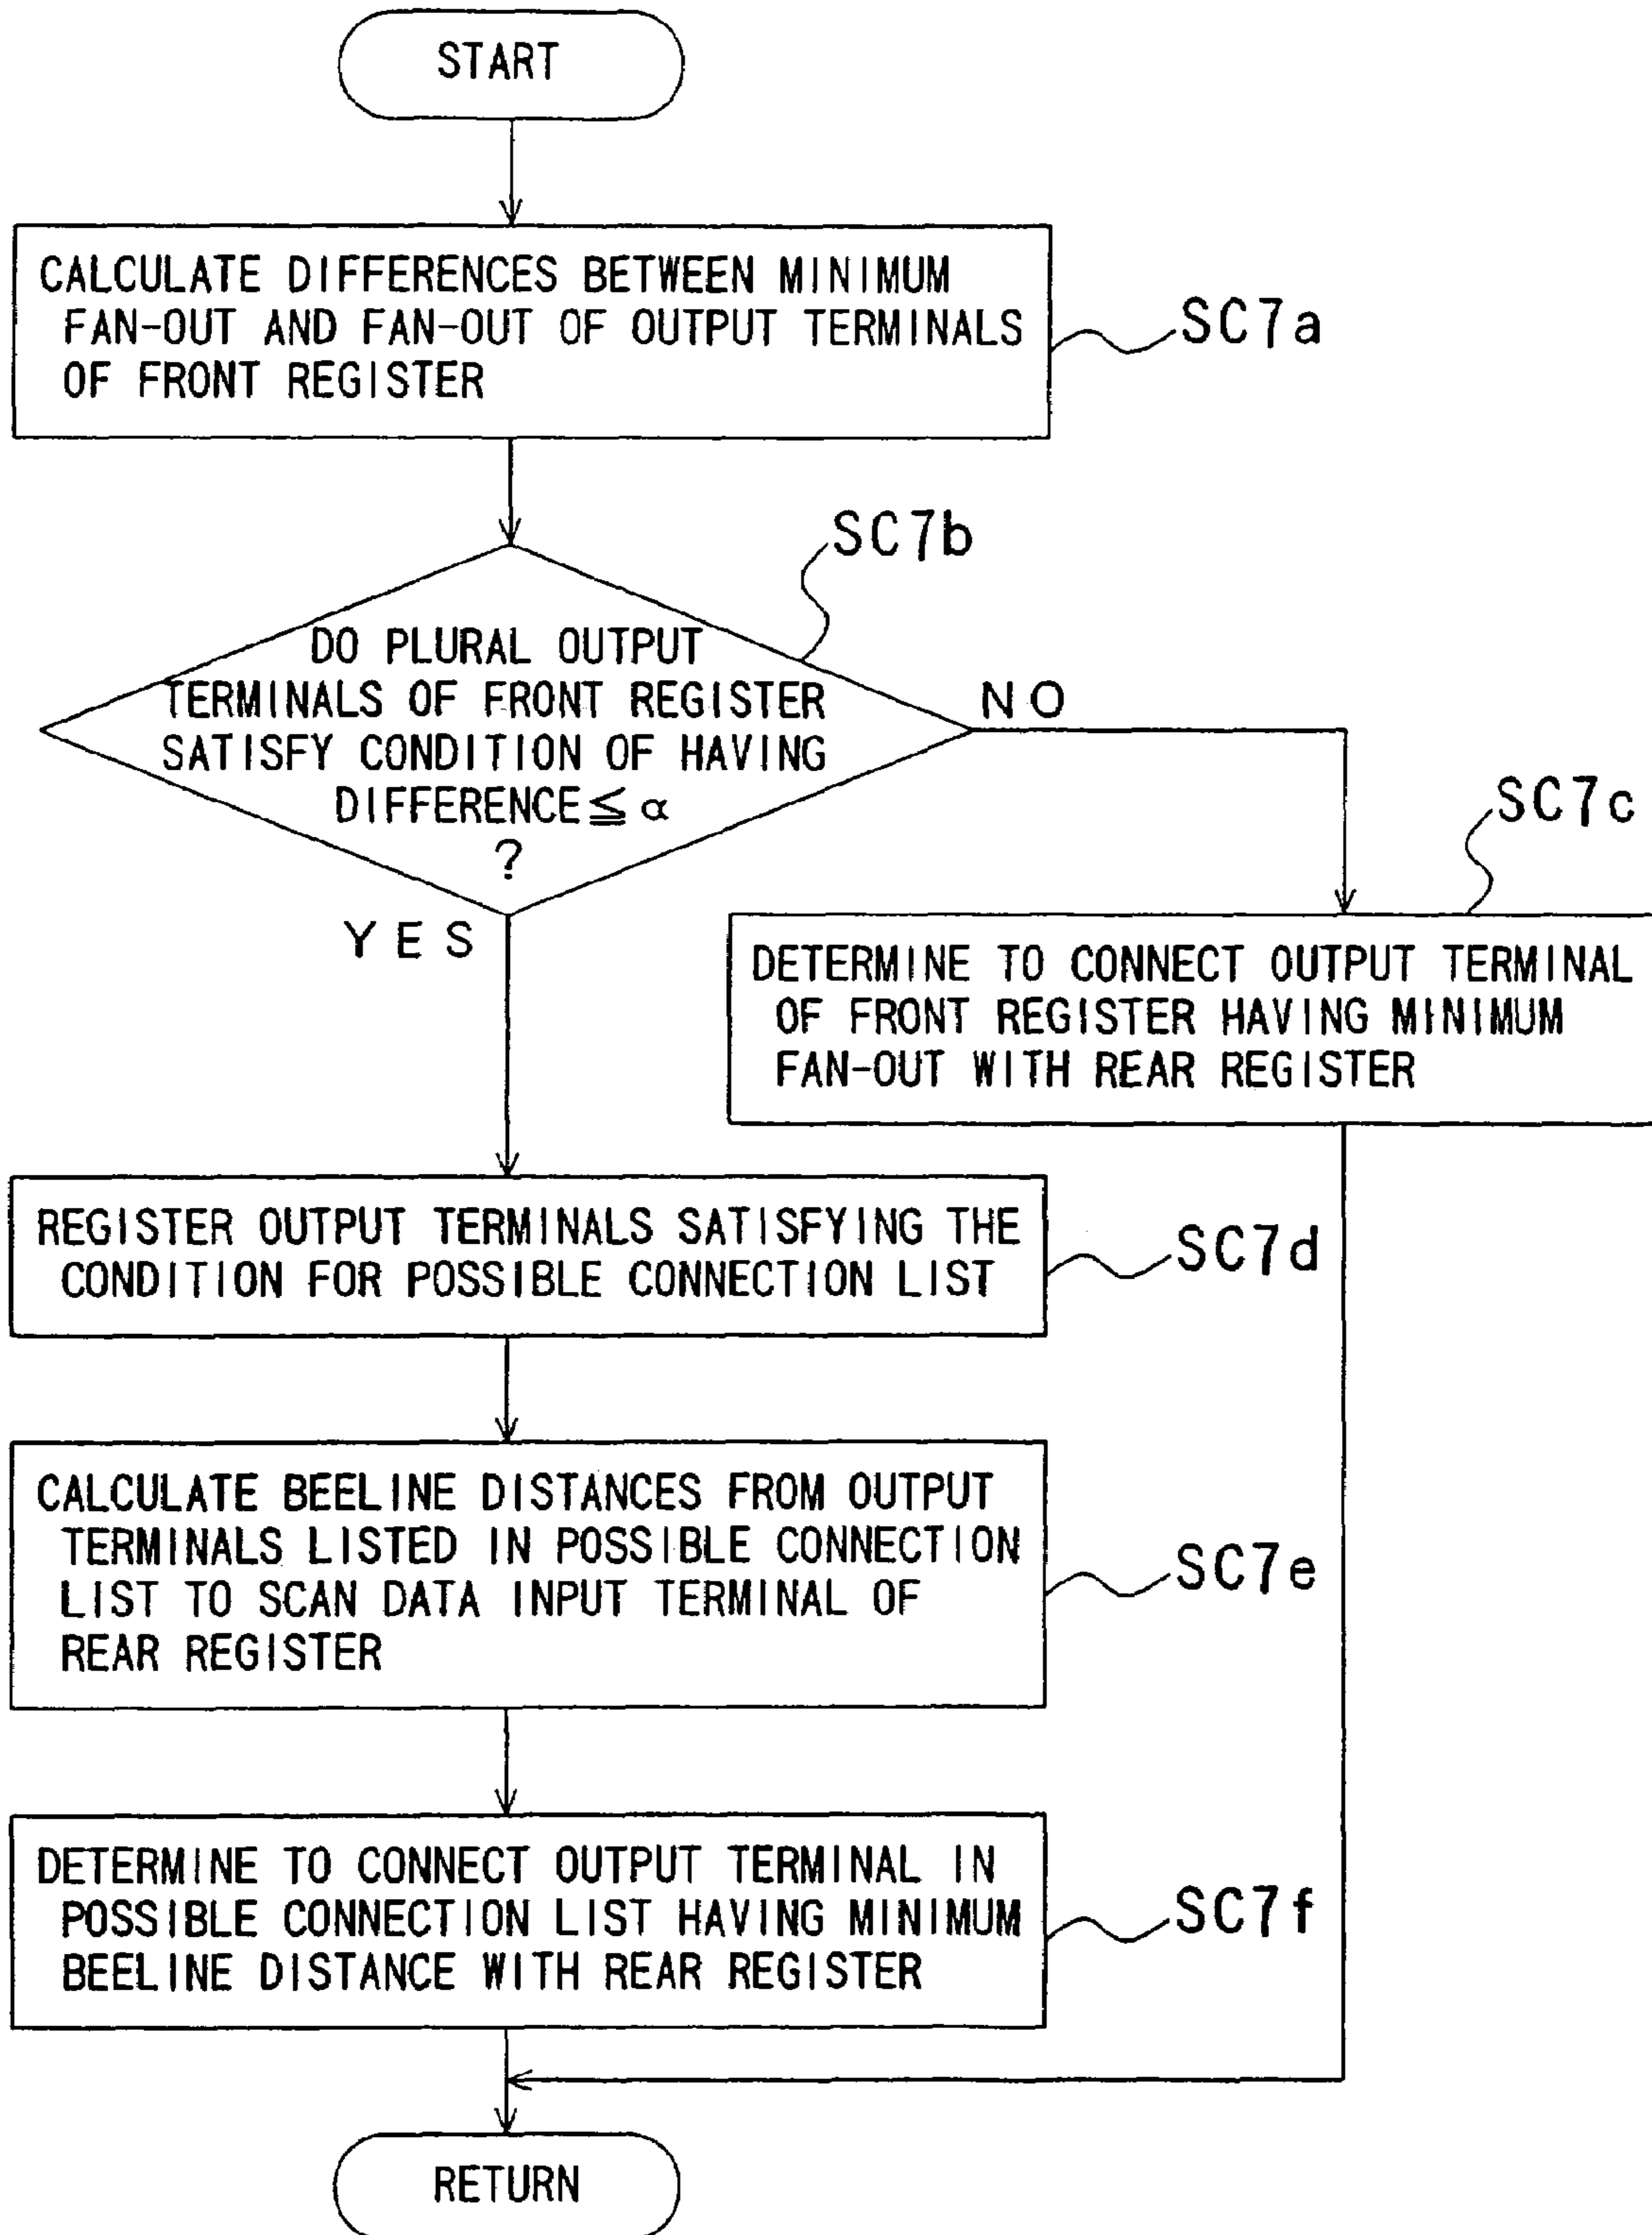 START
CALCULATE DIFFERENCES BETWEEN MINIMUM
FAN-OUT AND FAN-OUT OF OUTPUT TERMINALS
OF FRONT REGISTER
SC7a
SC7b
DO PLURAL OUTPUT
TERMINALS OF FRONT REGISTER
SATISFY CONDITION OF HAVING
DIFFERENCE≦α
?
NO
YES
SC7c
DETERMINE TO CONNECT OUTPUT TERMINAL
OF FRONT REGISTER HAVING MINIMUM
FAN-OUT WITH REAR REGISTER
REGISTER OUTPUT TERMINALS SATISFYING THE
CONDITION FOR POSSIBLE CONNECTION LIST
SC7d
CALCULATE BEELINE DISTANCES FROM OUTPUT
TERMINALS LISTED IN POSSIBLE CONNECTION
LIST TO SCAN DATA INPUT TERMINAL OF
REAR REGISTER
SC7e
DETERMINE TO CONNECT OUTPUT TERMINAL IN
POSSIBLE CONNECTION LIST HAVING MINIMUM
BEELINE DISTANCE WITH REAR REGISTER
SC7f
RETURN